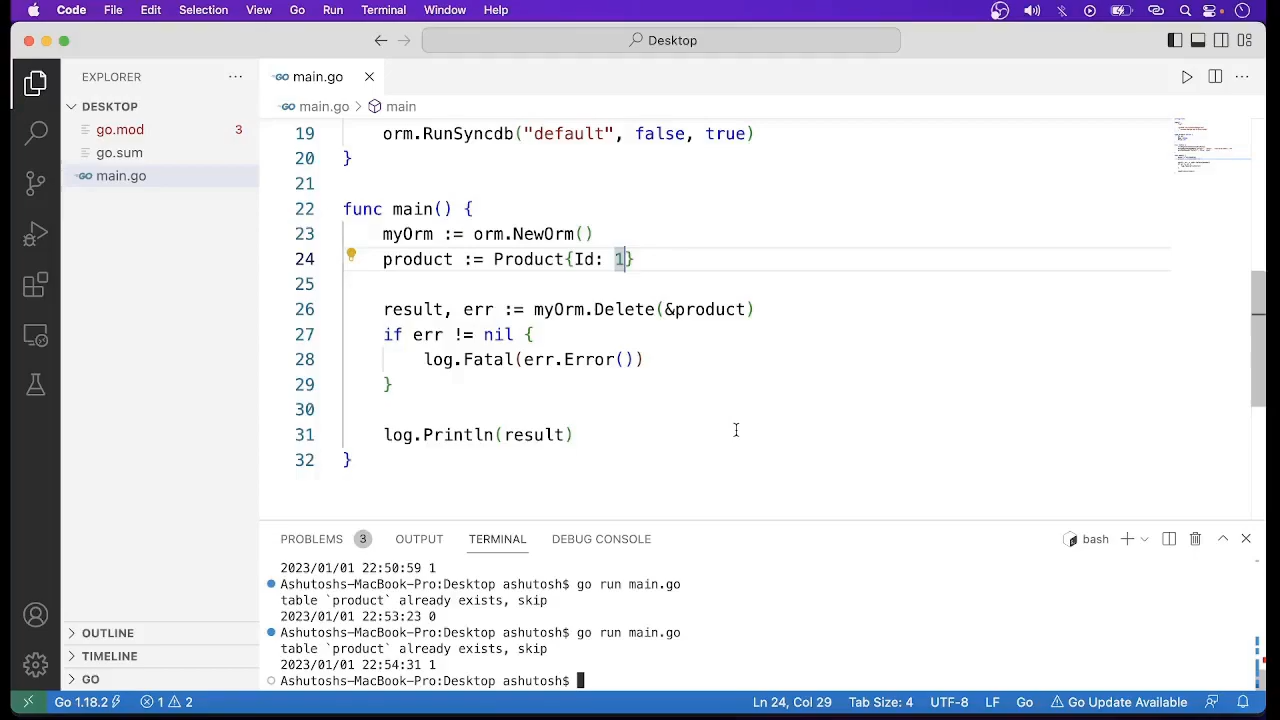 Code File Edit Selection View Go Run Terminal Window Help
Desktop
EXPLORER
main.go
DESKTOP
main.go > main
go.mod 3
go.sum
main.go
19 orm.RunSyncdb("default", false, true)
20 }
21
22 func main() {
23 myOrm := orm.NewOrm()
24 product := Product{Id: 1}
25
26 result, err := myOrm.Delete(&product)
27 if err != nil {
28 log.Fatal(err.Error())
29 }
30
31 log.Println(result)
32 }
PROBLEMS 3 OUTPUT TERMINAL DEBUG CONSOLE bash
2023/01/01 22:50:59 1
Ashutoshs-MacBook-Pro:Desktop ashutosh$ go run main.go
table `product` already exists, skip
2023/01/01 22:53:23 0
Ashutoshs-MacBook-Pro:Desktop ashutosh$ go run main.go
table `product` already exists, skip
2023/01/01 22:54:31 1
Ashutoshs-MacBook-Pro:Desktop ashutosh$
OUTLINE
TIMELINE
GO
Go 1.18.2 1 2 Ln 24, Col 29 Tab Size: 4 UTF-8 LF Go Go Update Available